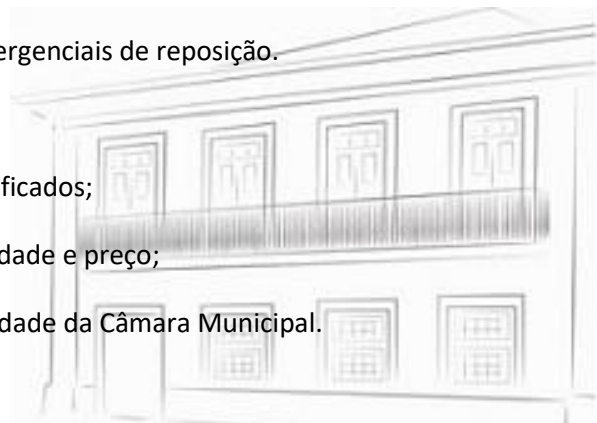 ergenciais de reposição.
ficados;
dade e preço;
dade da Câmara Municipal.